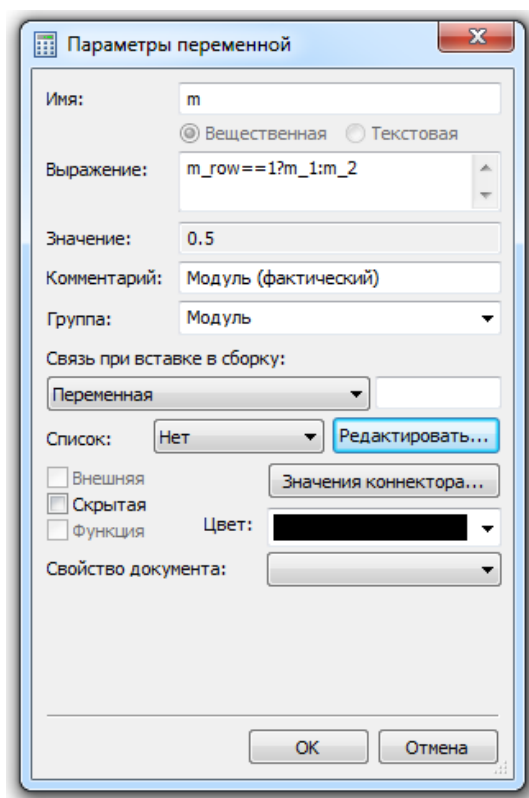 Параметры переменной
Имя: m
Вещественная Текстовая
Выражение: m_row==1?m_1:m_2
Значение: 0.5
Комментарий: Модуль (фактический)
Группа: Модуль
Связь при вставке в сборку:
Переменная
Список: Нет Редактировать...
Внешняя Значения коннектора...
Скрытая
Функция Цвет:
Свойство документа:
ОК Отмена